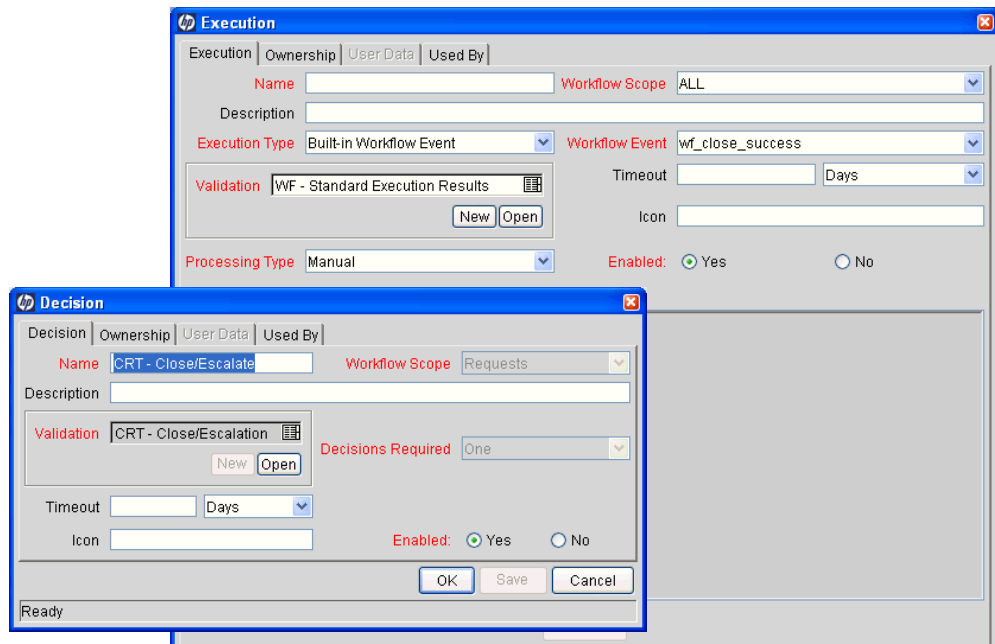 hp Execution
Execution Ownership User Data Used By
Name Workflow Scope ALL
Description
Execution Type Built-in Workflow Event Workflow Event wf_close_success
Timeout Days
Validation WF - Standard Execution Results
New Open Icon
Processing Type Manual Enabled: Yes No
hp Decision
Decision Ownership User Data Used By
Name CRT - Close/Escalate Workflow Scope Requests
Description
Validation CRT - Close/Escalation
Decisions Required One
New Open
Timeout Days
Icon Enabled: Yes No
OK Save Cancel
Ready